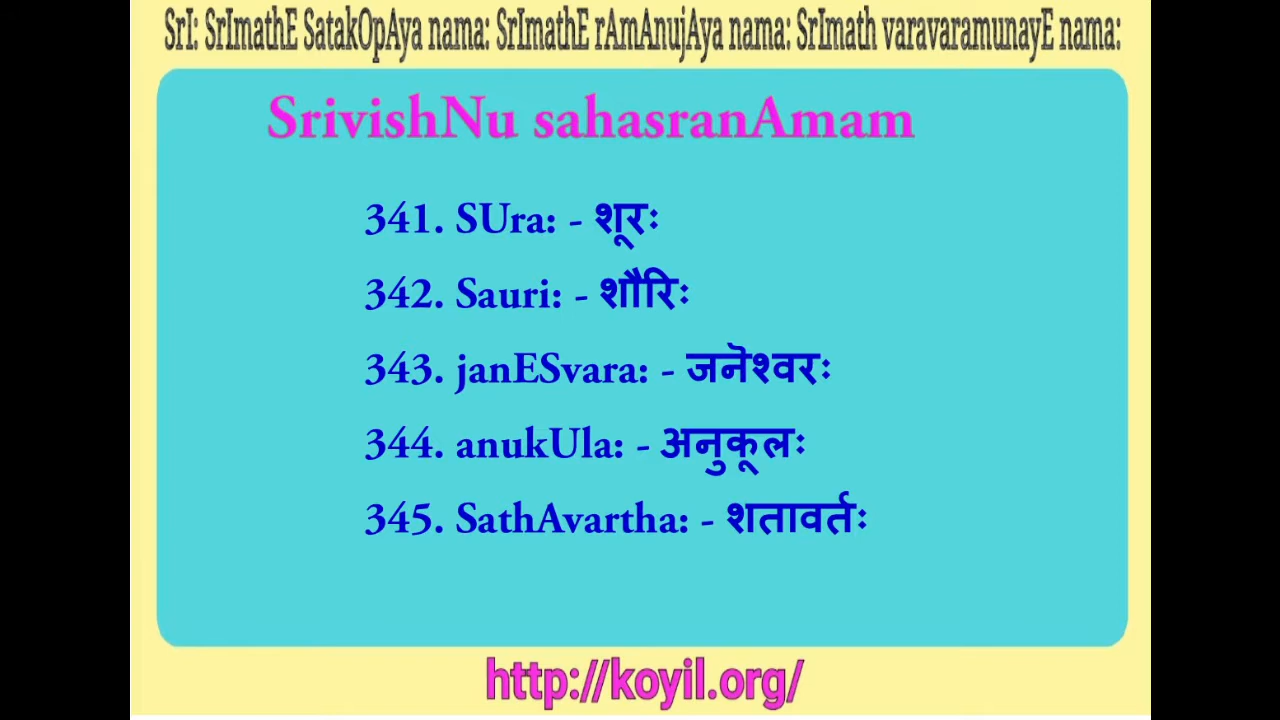 SrI: SrImathE SatakOpAya nama: SrImathE rAmAnujAya nama: SrImath varavaramunayE nama:
SrivishNu sahasranAmam
341. SUra: - शूरः
342. Sauri: - शौरिः
343. janESvara: - जनॆश्वरः
344. anukUla: - अनुकूलः
345. SathAvartha: - शतावर्तः
http://koyil.org/